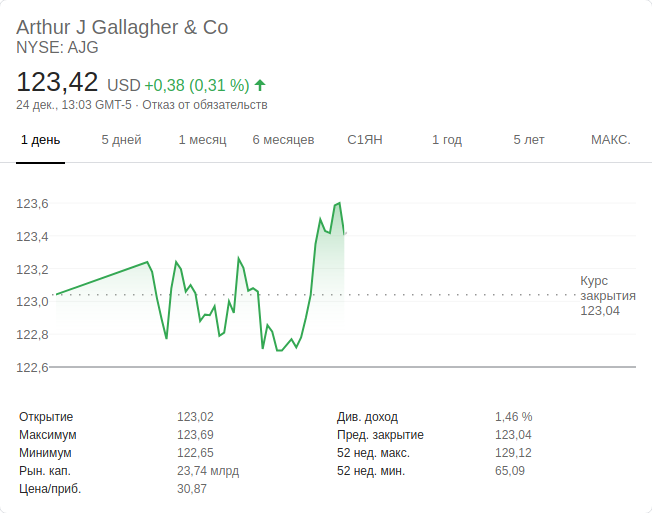 Arthur J Gallagher & Co
NYSE: AJG
123,42 USD +0,38 (0,31 %)
24 дек., 13:03 GMT-5 · Отказ от обязательств
1 день 5 дней 1 месяц 6 месяцев С1ЯН 1 год 5 лет МАКС.
123,6
123,4
123,2
123,0
122,8
122,6
Курс
закрытия
123,04
Открытие 123,02 Див. доход 1,46 %
Максимум 123,69 Пред. закрытие 123,04
Минимум 122,65 52 нед. макс. 129,12
Рын. кап. 23,74 млрд 52 нед. мин. 65,09
Цена/приб. 30,87